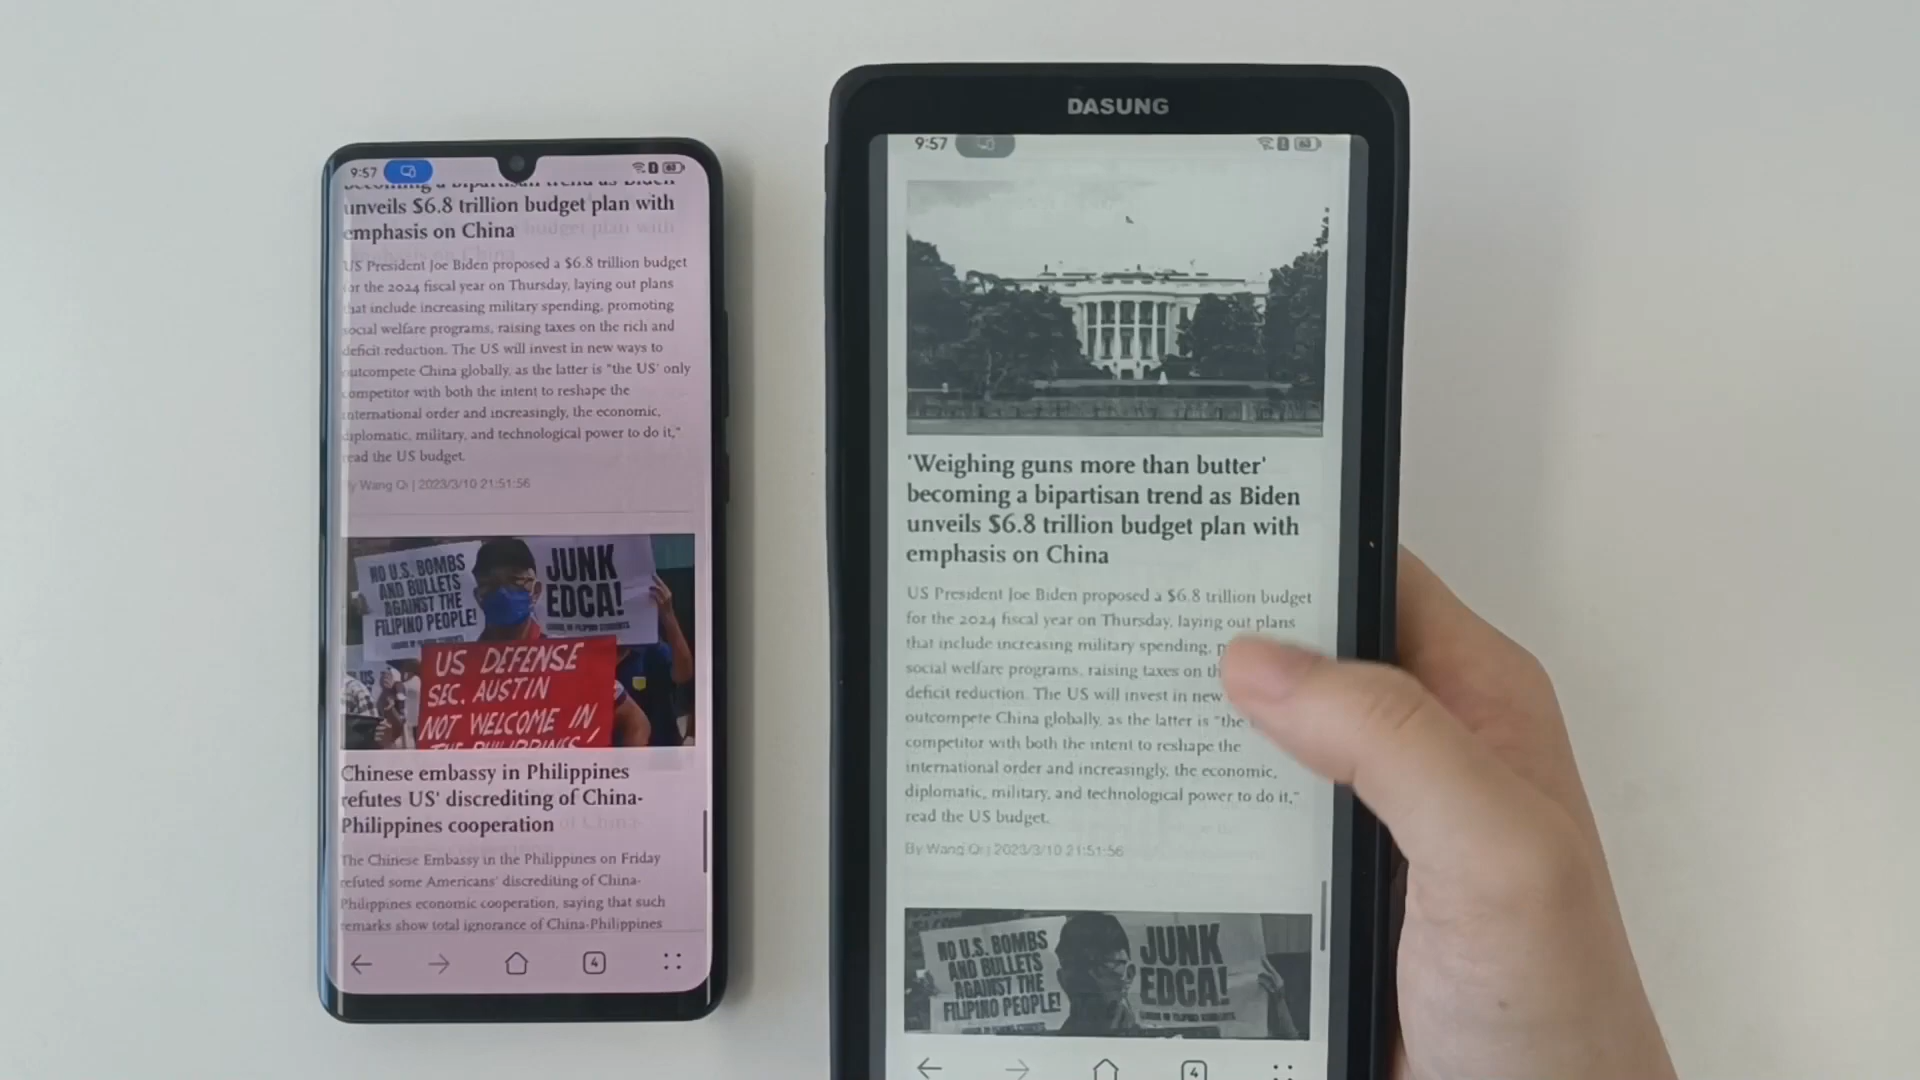 9:57
unveils $6.8 trillion budget plan with
emphasis on China
US President Joe Biden proposed a $6.8 trillion budget
for the 2024 fiscal year on Thursday, laying out plans
that include increasing military spending, promoting
social welfare programs, raising taxes on the rich and
deficit reduction. The US will invest in new ways to
outcompete China globally, as the latter is "the US' only
competitor with both the intent to reshape the
international order and increasingly, the economic,
diplomatic, military, and technological power to do it,"
read the US budget.
By Wang Qi | 2023/3/10 21:51:56
NO U.S. BOMBS
AND BULLETS
AGAINST THE
FILIPINO PEOPLE!
JUNK
EDCA!
US DEFENSE
SEC. AUSTIN
NOT WELCOME IN
THE PHILIPPINES!
Chinese embassy in Philippines
refutes US' discrediting of China-
Philippines cooperation
The Chinese Embassy in the Philippines on Friday
refuted some Americans' discrediting of China-
Philippines economic cooperation, saying that such
remarks show total ignorance of China-Philippines
4
DASUNG
9:57
'Weighing guns more than butter'
becoming a bipartisan trend as Biden
unveils $6.8 trillion budget plan with
emphasis on China
US President Joe Biden proposed a $6.8 trillion budget
for the 2024 fiscal year on Thursday, laying out plans
that include increasing military spending,
social welfare programs, raising taxes on
deficit reduction. The US will invest in new
outcompete China globally, as the latter is "the
competitor with both the intent to reshape the
international order and increasingly, the economic,
diplomatic, military, and technological power to do it,"
read the US budget.
By Wang Qi | 2023/3/10 21:51:56
NO U.S. BOMBS
AND BULLETS
AGAINST THE
FILIPINO PEOPLE!
JUNK
EDCA!
4